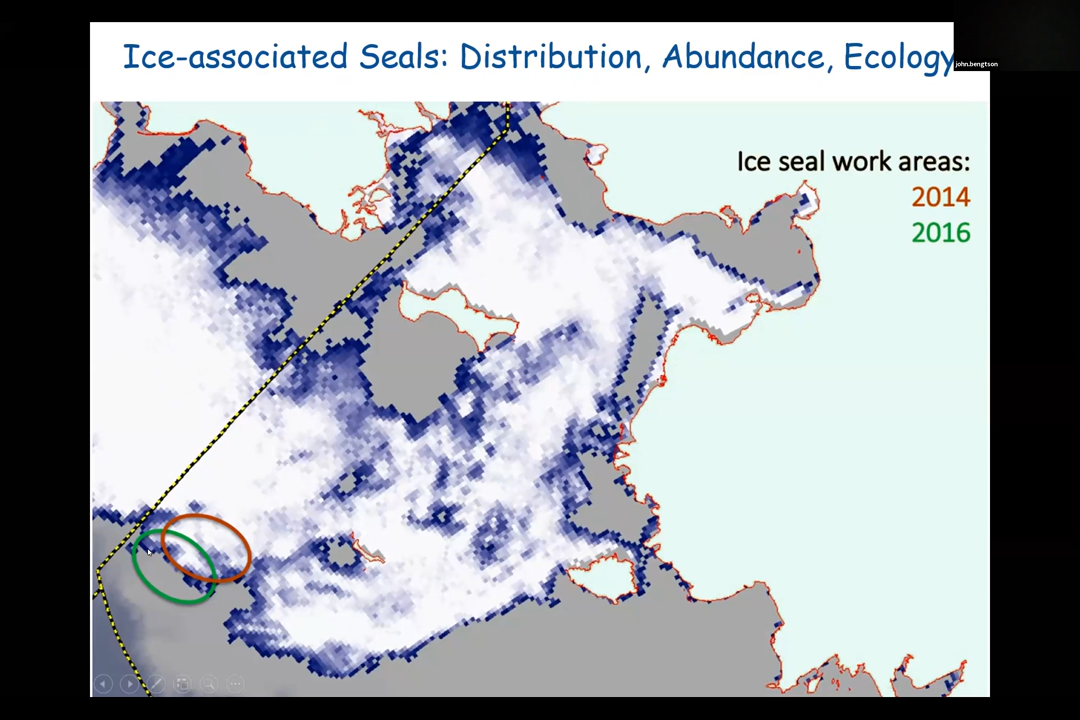 Ice-associated Seals: Distribution, Abundance, Ecology
john.bengtson
Ice seal work areas:
2014
2016